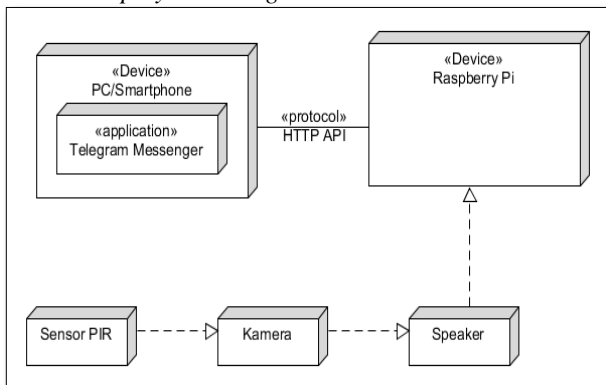 «Device»
PC/Smartphone
«application»
Telegram Messenger
«protocol»
HTTP API
«Device»
Raspberry Pi
Sensor PIR
Kamera
Speaker